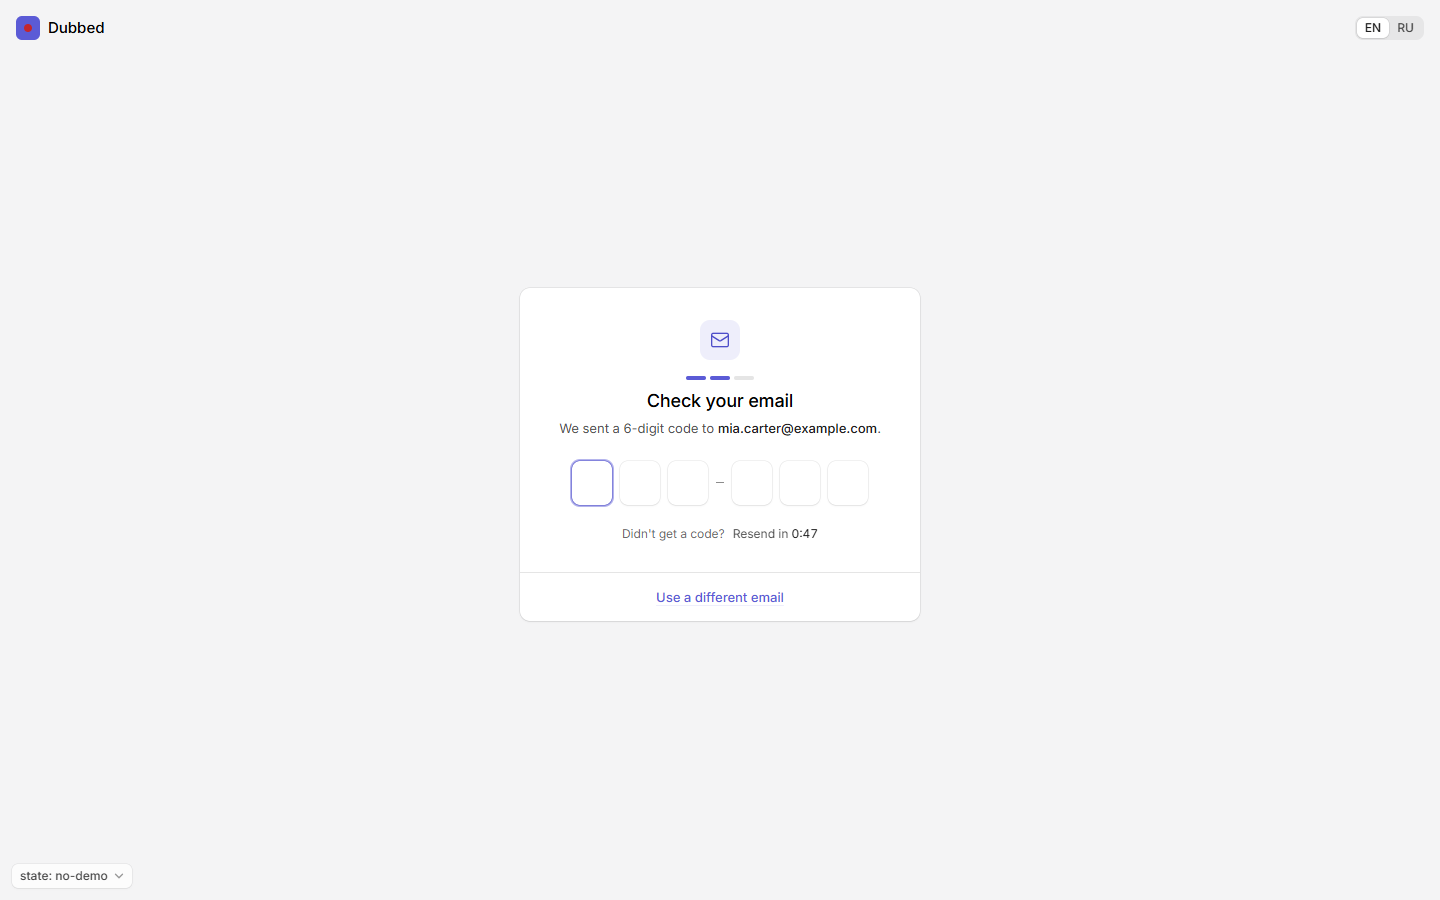 Dubbed
EN RU
Check your email
We sent a 6-digit code to mia.carter@example.com.
–
Didn't get a code? Resend in 0:47
Use a different email
state: no-demo